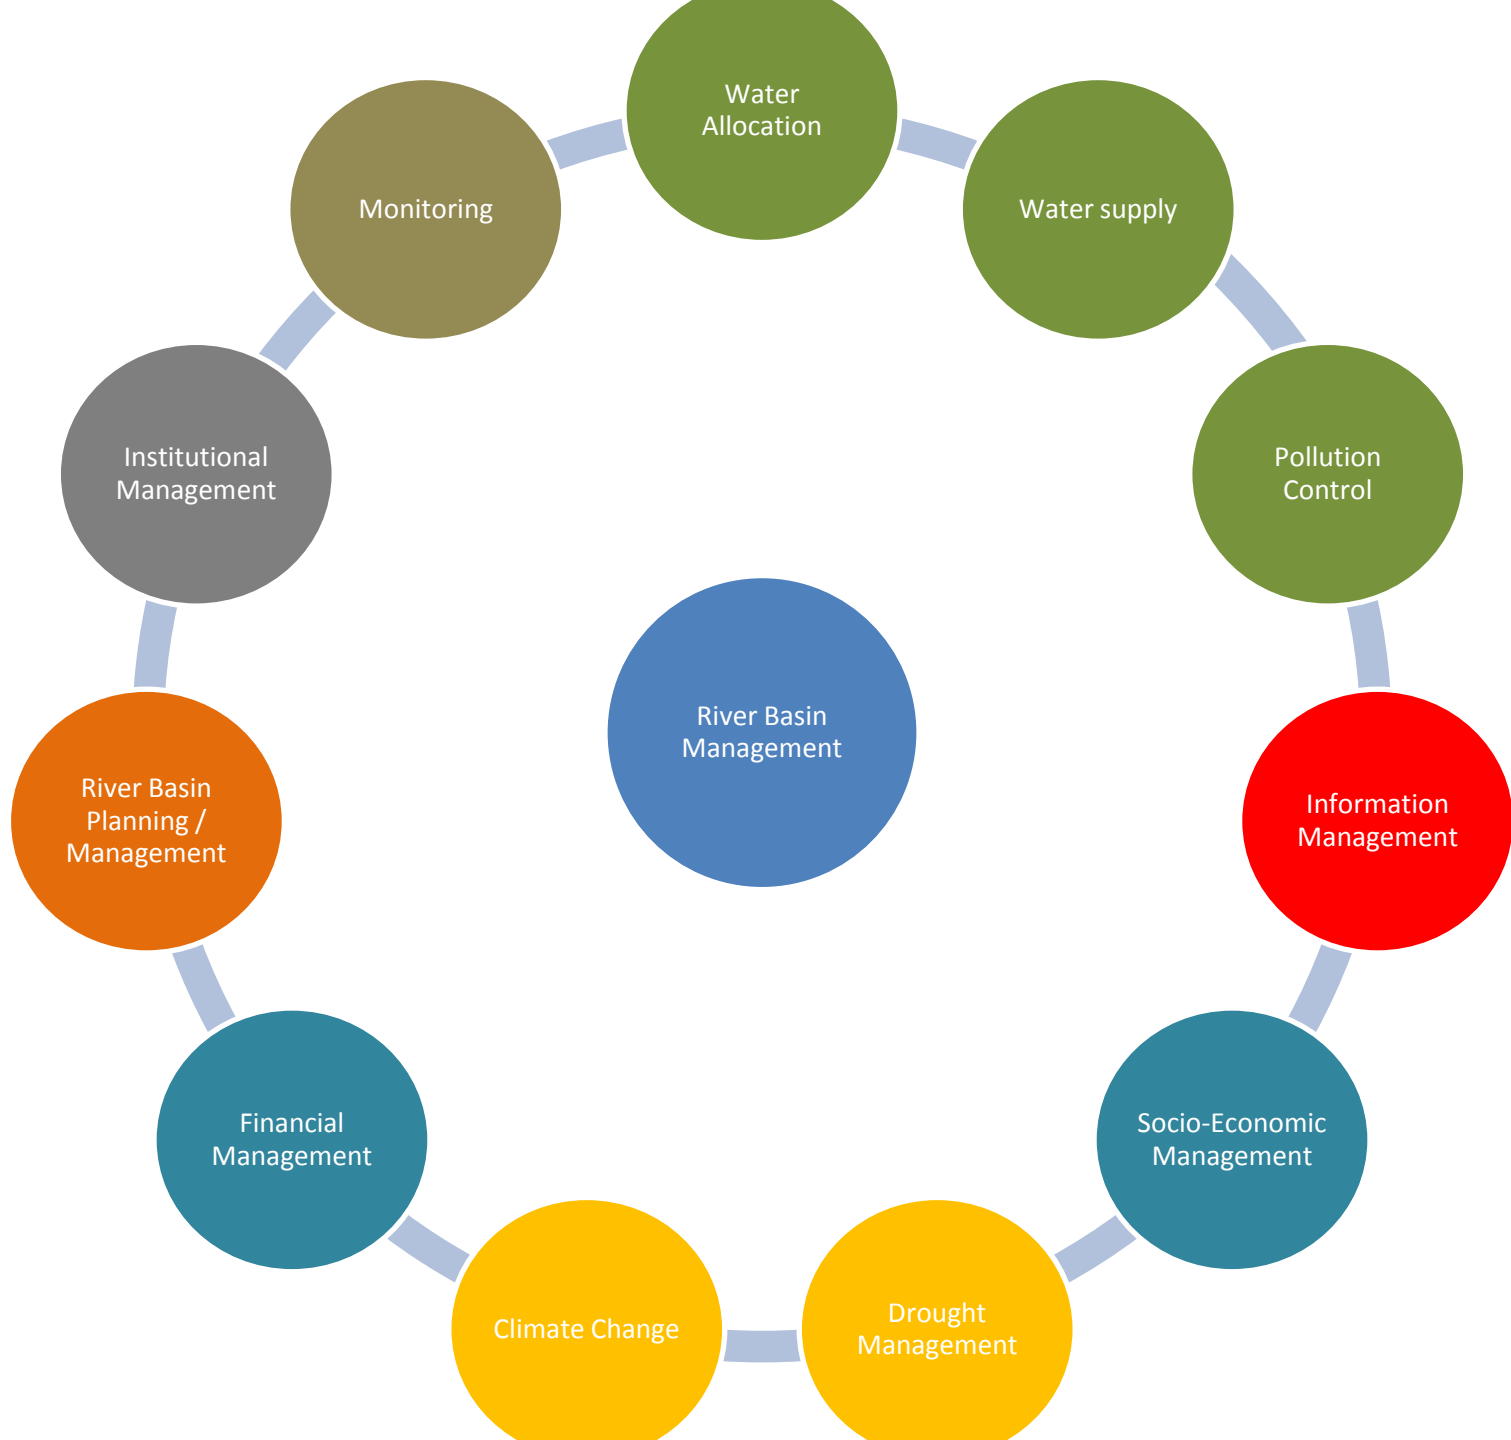 Water
Allocation
Water supply
Pollution
Control
Information
Management
Socio-Economic
Management
Drought
Management
Climate Change
Financial
Management
River Basin
Planning /
Management
Institutional
Management
Monitoring
River Basin
Management